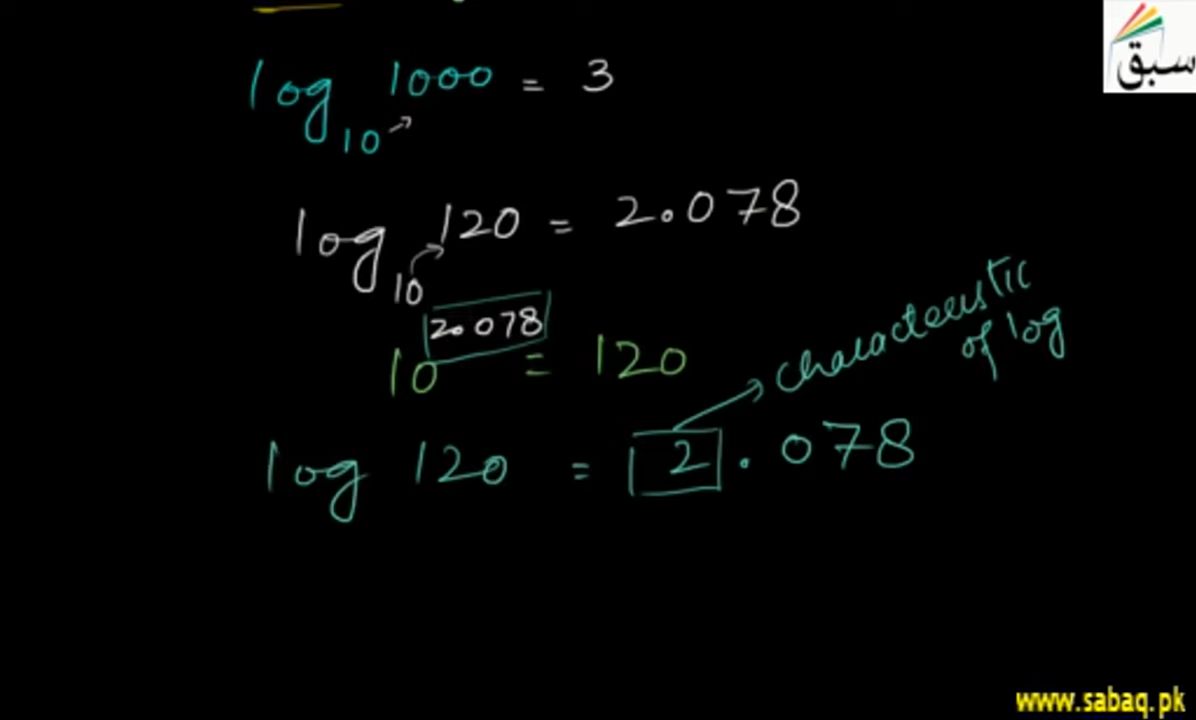 سبق
log₁₀ 1000 = 3
log₁₀ 120 = 2.078
10^2.078 = 120
characteristic
of log
log 120 = 2.078
www.sabaq.pk